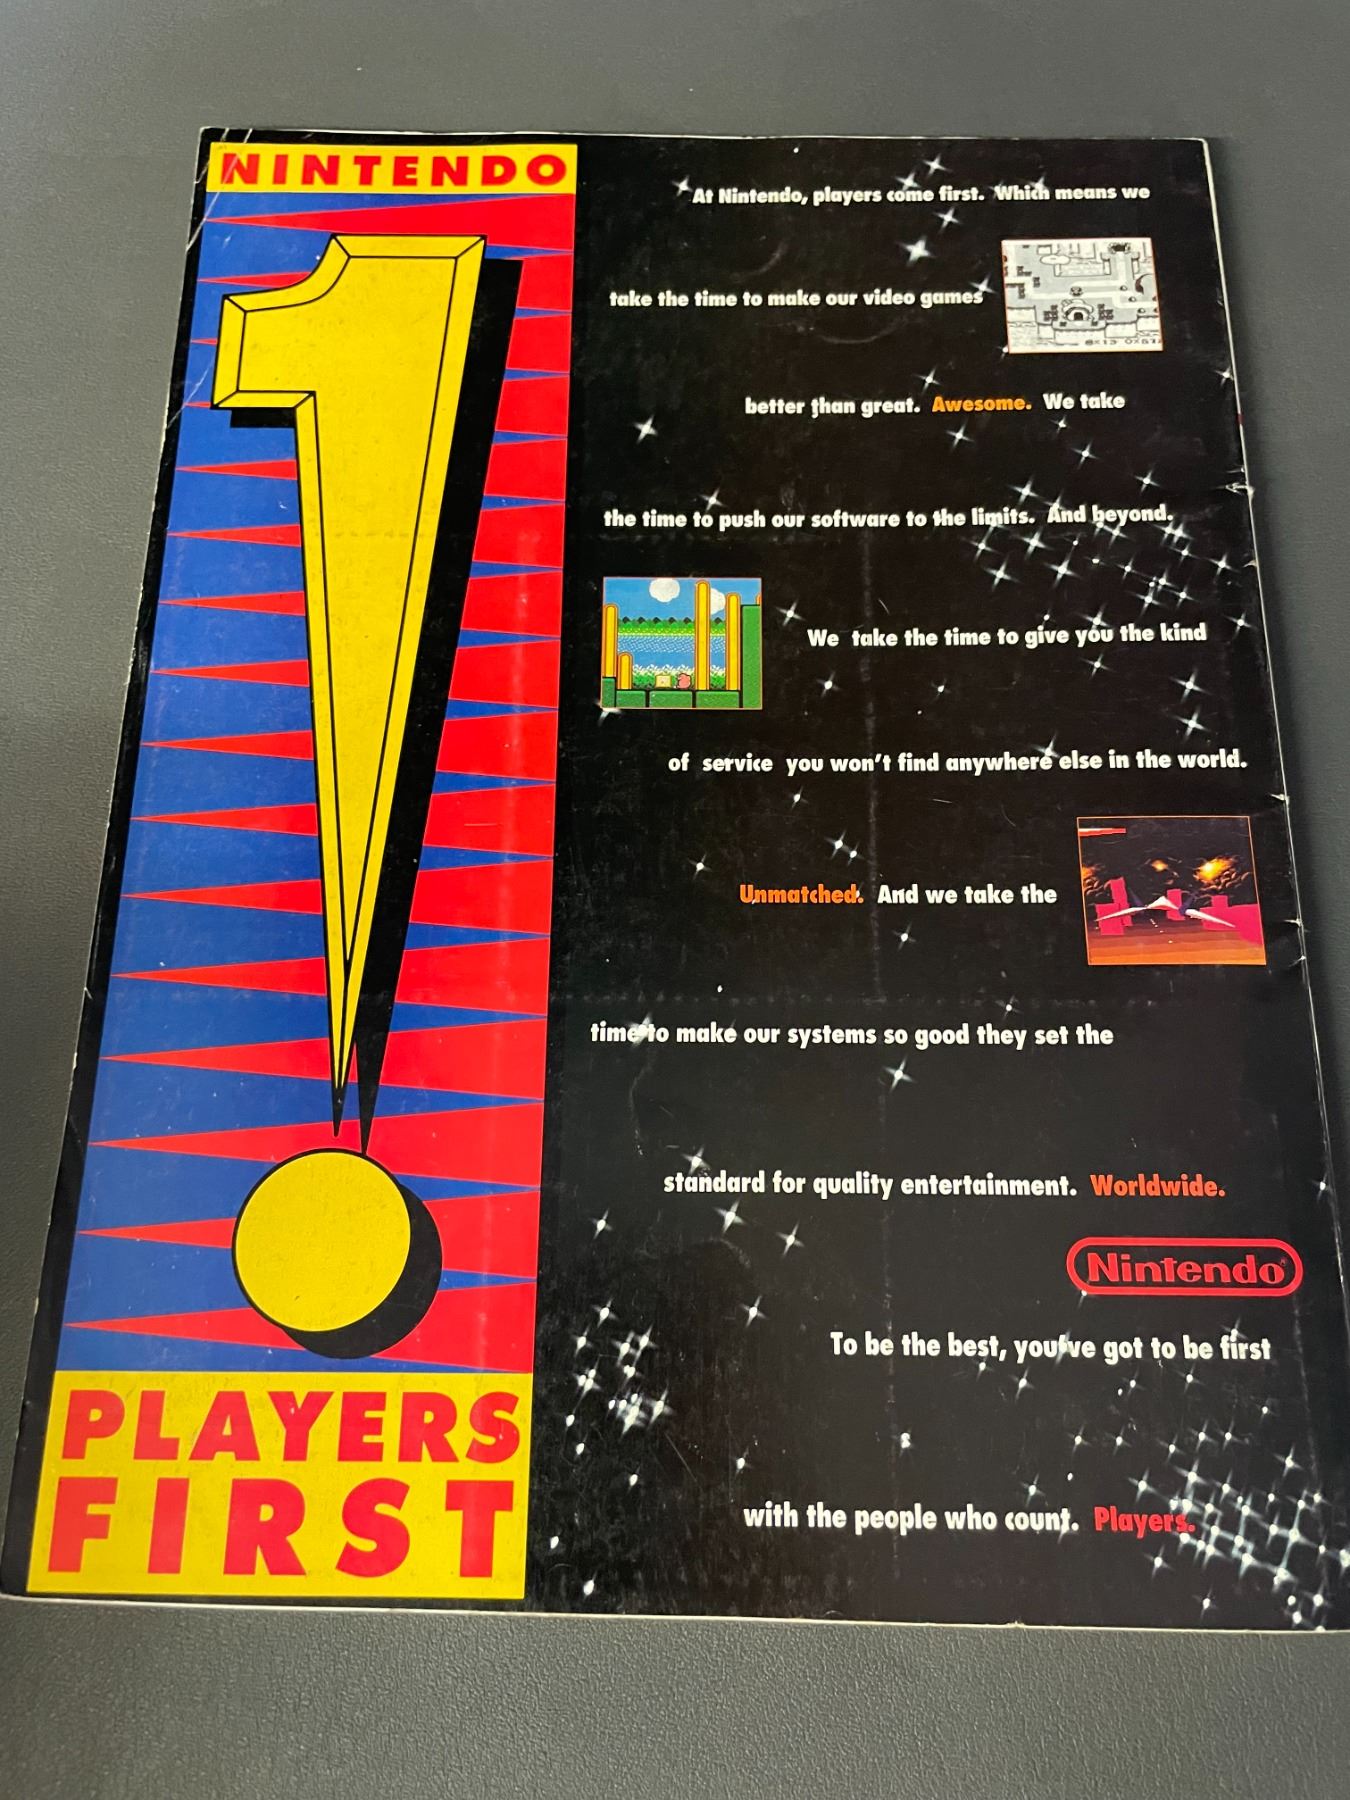 NINTENDO
At Nintendo, players come first. Which means we
take the time to make our video games
better than great. Awesome. We take
the time to push our software to the limits. And beyond.
We take the time to give you the kind
of service you won't find anywhere else in the world.
Unmatched. And we take the
time to make our systems so good they set the
standard for quality entertainment. Worldwide.
Nintendo®
To be the best, you've got to be first
with the people who count. Players.
PLAYERS
FIRST